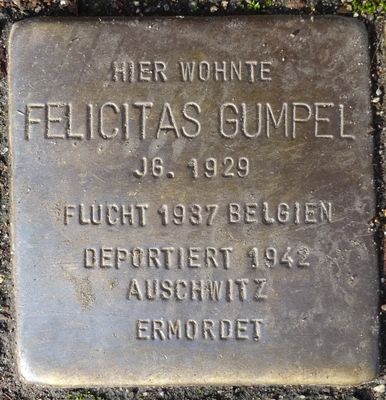 HIER WOHNTE
FELICITAS GUMPEL
JG. 1929
FLUCHT 1937 BELGIEN
DEPORTIERT 1942
AUSCHWITZ
ERMORDET